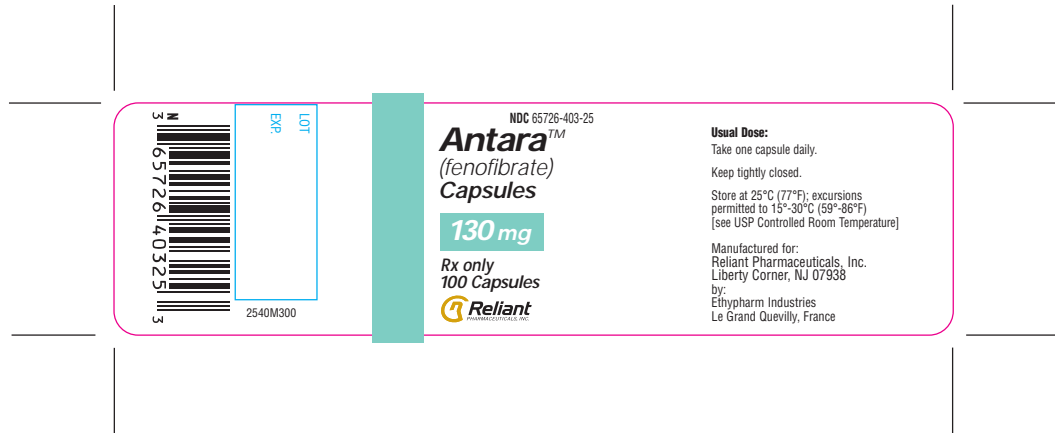 N
3 65726 40325 3
LOT
EXP.
2540M300
NDC 65726-403-25
Antara™
(fenofibrate)
Capsules
130 mg
Rx only
100 Capsules
Reliant
PHARMACEUTICALS, INC.
Usual Dose:
Take one capsule daily.
Keep tightly closed.
Store at 25°C (77°F); excursions
permitted to 15°-30°C (59°-86°F)
[see USP Controlled Room Temperature]
Manufactured for:
Reliant Pharmaceuticals, Inc.
Liberty Corner, NJ 07938
by:
Ethypharm Industries
Le Grand Quevilly, France